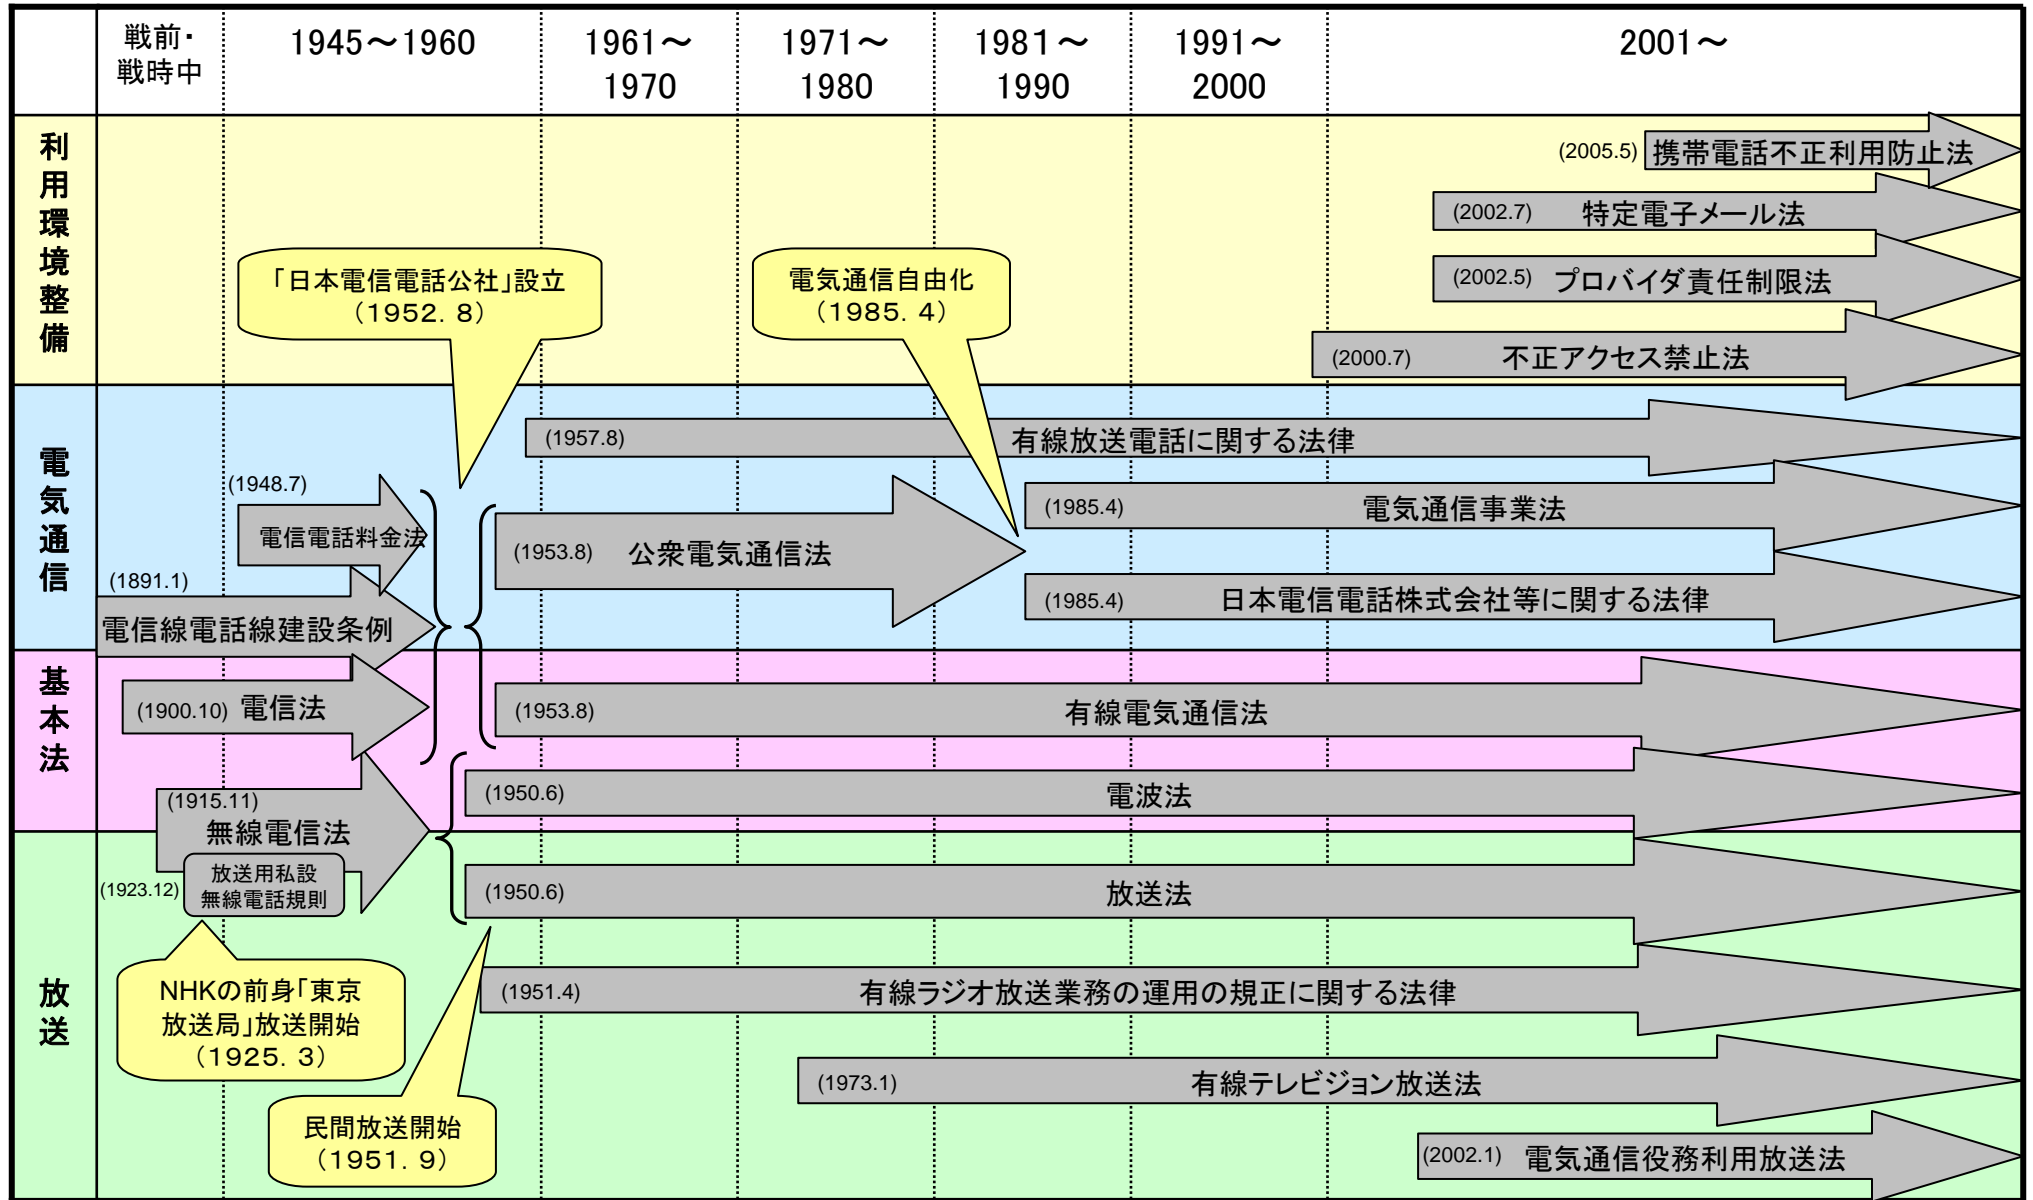 戦前・
戦時中
1945～1960
1961～
1970
1971～
1980
1981～
1990
1991～
2000
2001～
利用環境整備
(2005.5)
携帯電話不正利用防止法
(2002.7)
特定電子メール法
(2002.5)
プロバイダ責任制限法
(2000.7)
不正アクセス禁止法
「日本電信電話公社」設立
（1952．8）
電気通信自由化
（1985．4）
電気通信
(1957.8)
有線放送電話に関する法律
(1948.7)
電信電話料金法
(1985.4)
電気通信事業法
(1953.8)
公衆電気通信法
(1891.1)
電信線電話線建設条例
(1985.4)
日本電信電話株式会社等に関する法律
基本法
(1900.10)
電信法
(1953.8)
有線電気通信法
(1950.6)
電波法
(1915.11)
無線電信法
放送
(1923.12)
放送用私設
無線電話規則
(1950.6)
放送法
NHKの前身「東京
放送局」放送開始
（1925．3）
(1951.4)
有線ラジオ放送業務の運用の規正に関する法律
(1973.1)
有線テレビジョン放送法
民間放送開始
（1951．9）
(2002.1)
電気通信役務利用放送法